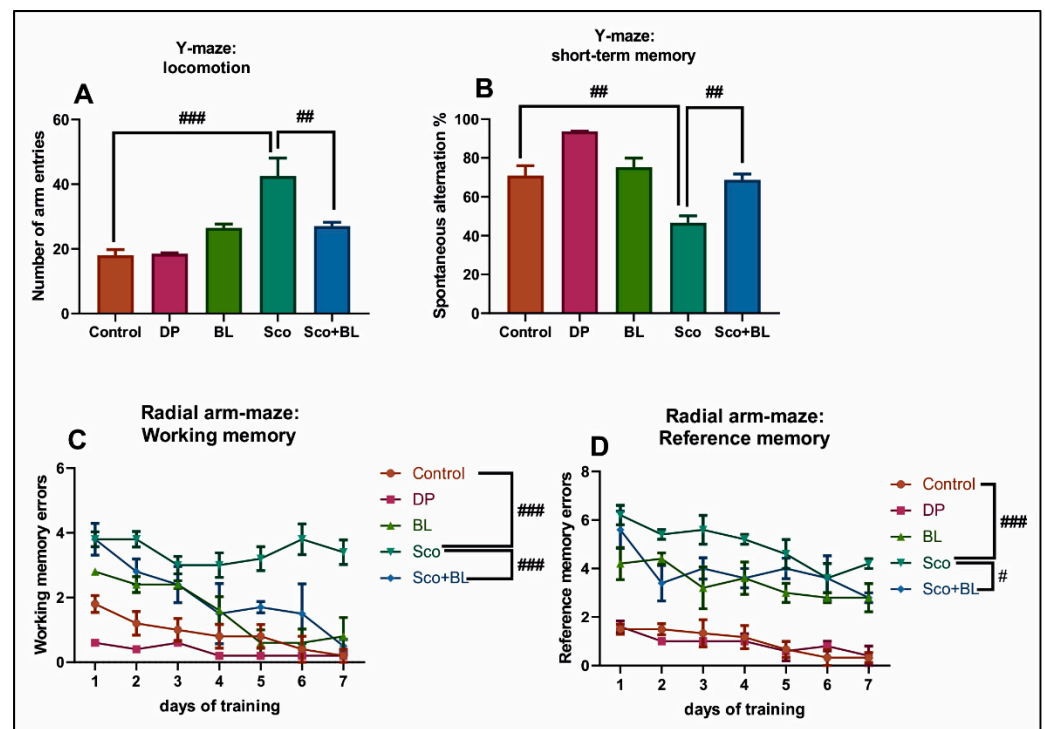 Y-maze:
locomotion
A
###
##
Number of arm entries
60
40
20
0
Control DP BL Sco Sco+BL
Y-maze:
short-term memory
B
##
##
Spontaneous alternation %
100
80
60
40
20
0
Control DP BL Sco Sco+BL
Radial arm-maze:
Working memory
C
Working memory errors
6
4
2
0
1 2 3 4 5 6 7
days of training
Control
DP
BL
Sco
Sco+BL
###
###
Radial arm-maze:
Reference memory
D
Reference memory errors
8
6
4
2
0
1 2 3 4 5 6 7
days of training
Control
DP
BL
Sco
Sco+BL
###
#